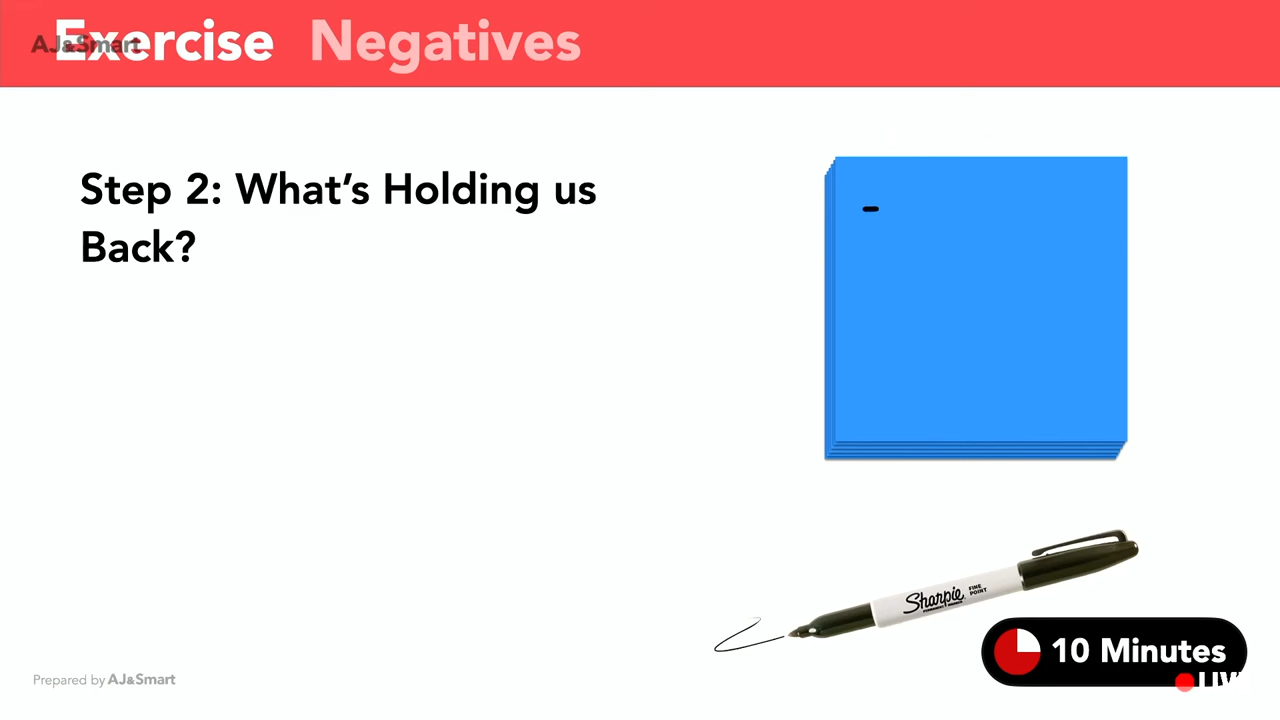 Exercise Negatives
AJ&Smart
Step 2: What's Holding us
Back?
-
Sharpie
FINE
POINT
10 Minutes
LIVE
Prepared by AJ&Smart